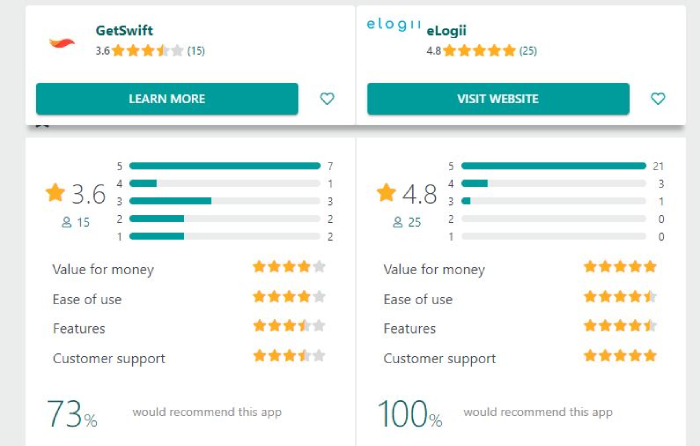 GetSwift
3.6 (15)
LEARN MORE
elogii
eLogii
4.8 (25)
VISIT WEBSITE
3.6
15
5 7
4 1
3 3
2 2
1 2
Value for money
Ease of use
Features
Customer support
73%
would recommend this app
4.8
25
5 21
4 3
3 1
2 0
1 0
Value for money
Ease of use
Features
Customer support
100%
would recommend this app